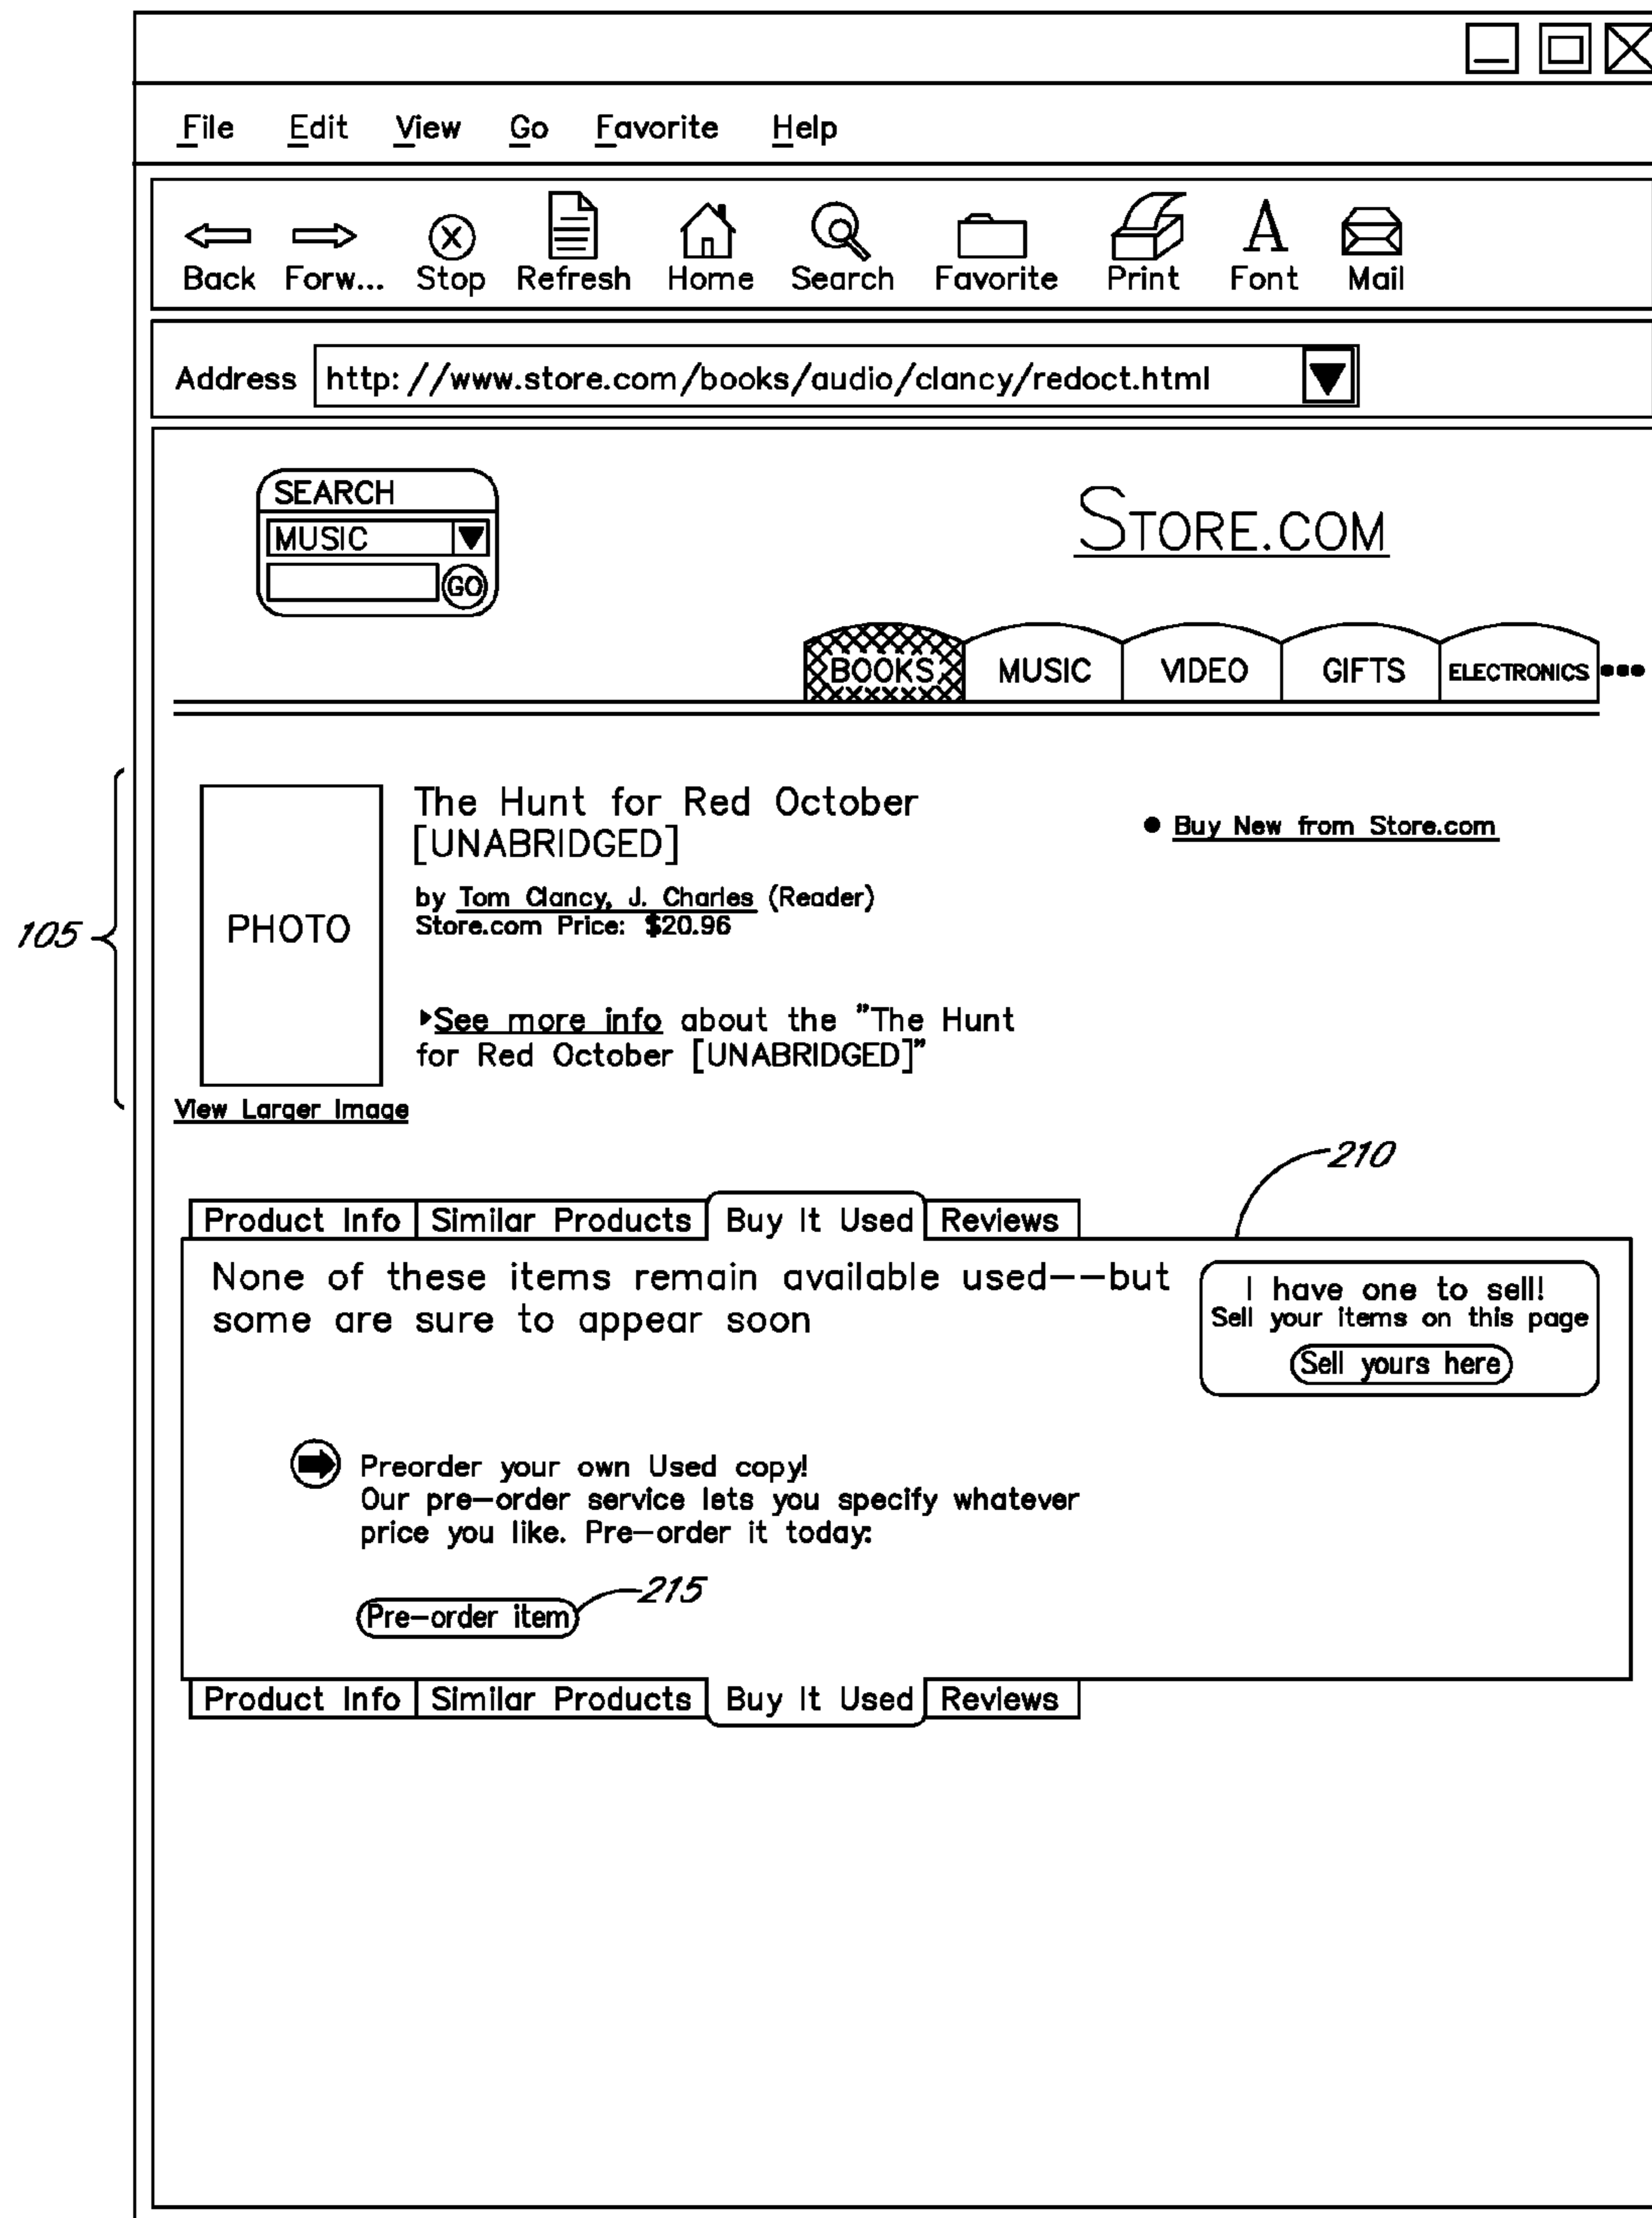 File Edit View Go Favorite Help
Back Forw... Stop Refresh Home Search Favorite Print Font Mail
Address http: //www.store.com/books/audio/clancy/redoct.html
SEARCH
MUSIC
GO
STORE.COM
BOOKS MUSIC VIDEO GIFTS ELECTRONICS
105
PHOTO
The Hunt for Red October
[UNABRIDGED]
by Tom Clancy, J. Charles (Reader)
Store.com Price: $20.96
See more info about the "The Hunt
for Red October [UNABRIDGED]"
View Larger Image
Buy New from Store.com
210
Product Info Similar Products Buy It Used Reviews
None of these items remain available used--but
some are sure to appear soon
I have one to sell!
Sell your items on this page
Sell yours here
Preorder your own Used copy!
Our pre-order service lets you specify whatever
price you like. Pre-order it today:
215
Pre-order item
Product Info Similar Products Buy It Used Reviews